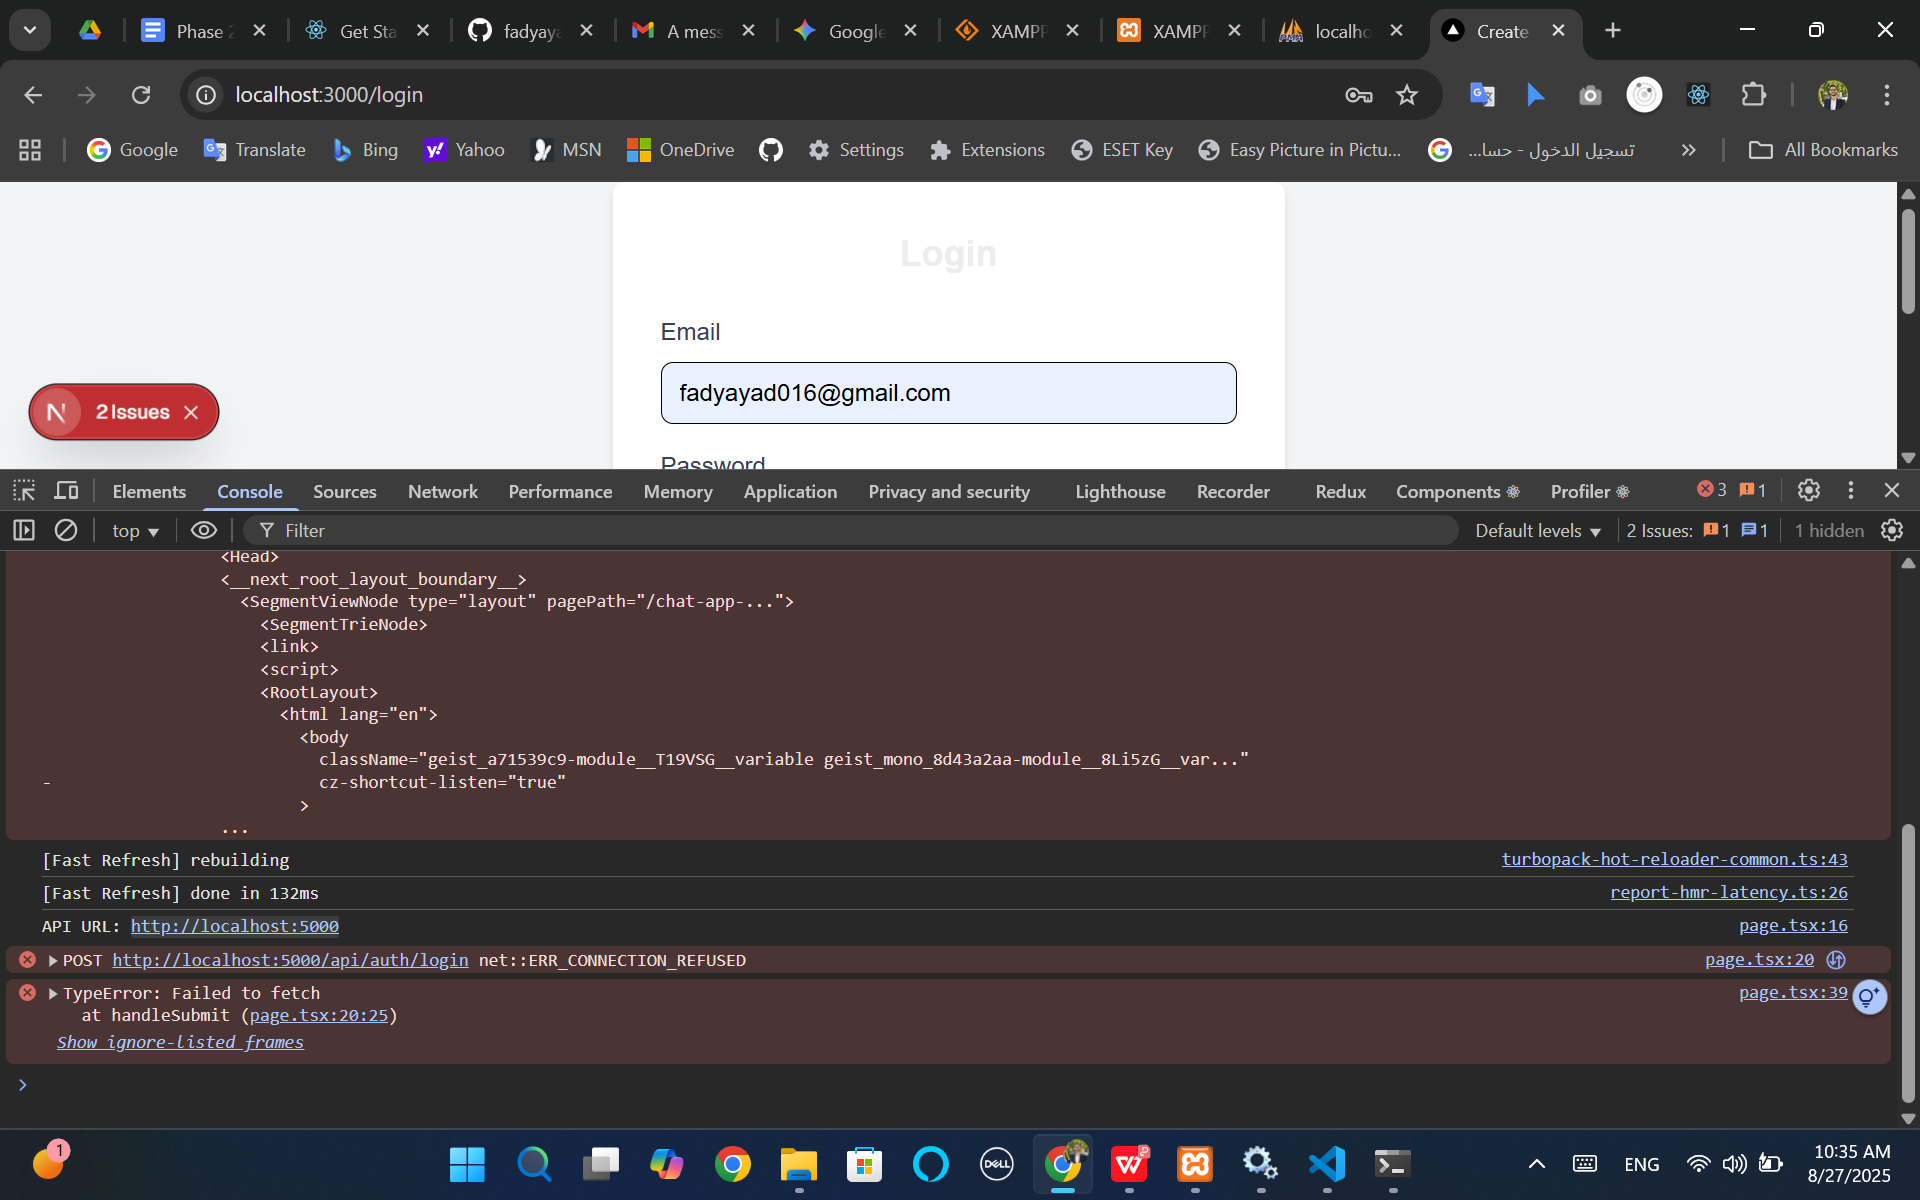 Phase 2
Get Sta
fadyaya
A mess
Google
XAMPP
XAMPP
localho
Create
localhost:3000/login
Google
Translate
Bing
Yahoo
MSN
OneDrive
Settings
Extensions
ESET Key
Easy Picture in Pictu...
تسجيل الدخول - حسا...
All Bookmarks
Login
Email
fadyayad016@gmail.com
Password
N 2 Issues
Elements Console Sources Network Performance Memory Application Privacy and security Lighthouse Recorder Redux Components Profiler 3 1
top Filter Default levels 2 Issues: 1 1 1 hidden
<Head>
<__next_root_layout_boundary__>
<SegmentViewNode type="layout" pagePath="/chat-app-...">
<SegmentTrieNode>
<link>
<script>
<RootLayout>
<html lang="en">
<body
className="geist_a71539c9-module__T19VSG__variable geist_mono_8d43a2aa-module__8Li5zG__var..."
- cz-shortcut-listen="true"
>
...
[Fast Refresh] rebuilding turbopack-hot-reloader-common.ts:43
[Fast Refresh] done in 132ms report-hmr-latency.ts:26
API URL: http://localhost:5000 page.tsx:16
POST http://localhost:5000/api/auth/login net::ERR_CONNECTION_REFUSED page.tsx:20
TypeError: Failed to fetch page.tsx:39
at handleSubmit (page.tsx:20:25)
Show ignore-listed frames
1
DELL
ENG
10:35 AM
8/27/2025